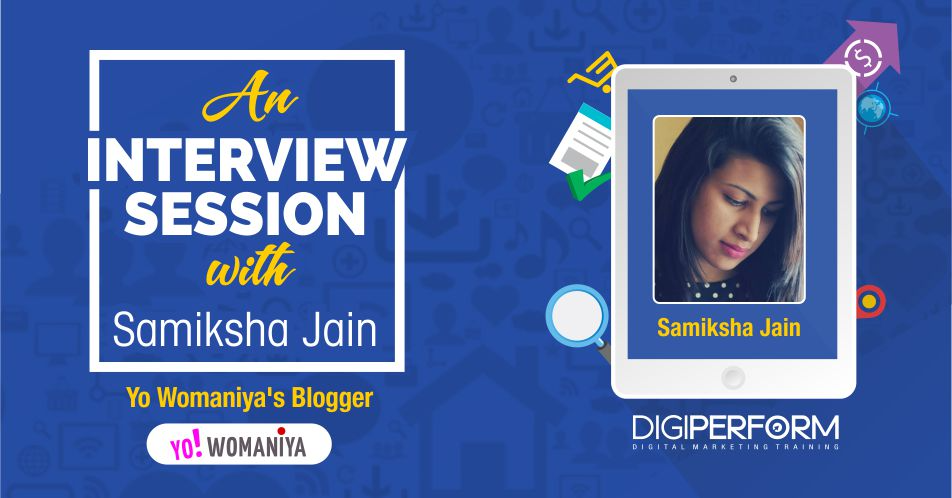 An
INTERVIEW
SESSION
with
Samiksha Jain
Yo Womaniya's Blogger
YO! WOMANIYA
Samiksha Jain
DIGIPERFORM
DIGITAL MARKETING TRAINING